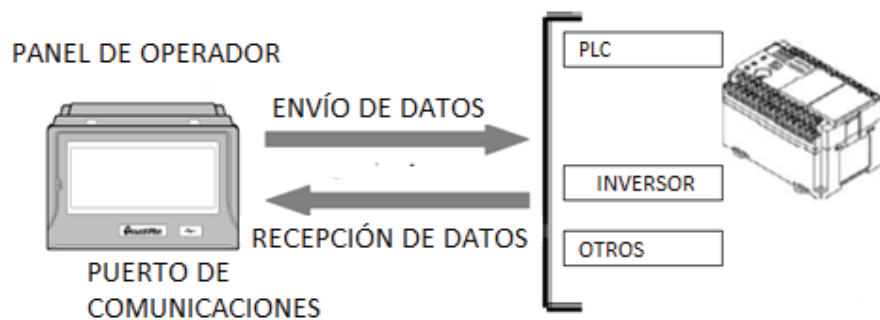 PANEL DE OPERADOR
ENVÍO DE DATOS
RECEPCIÓN DE DATOS
PUERTO DE
COMUNICACIONES
PLC
INVERSOR
OTROS